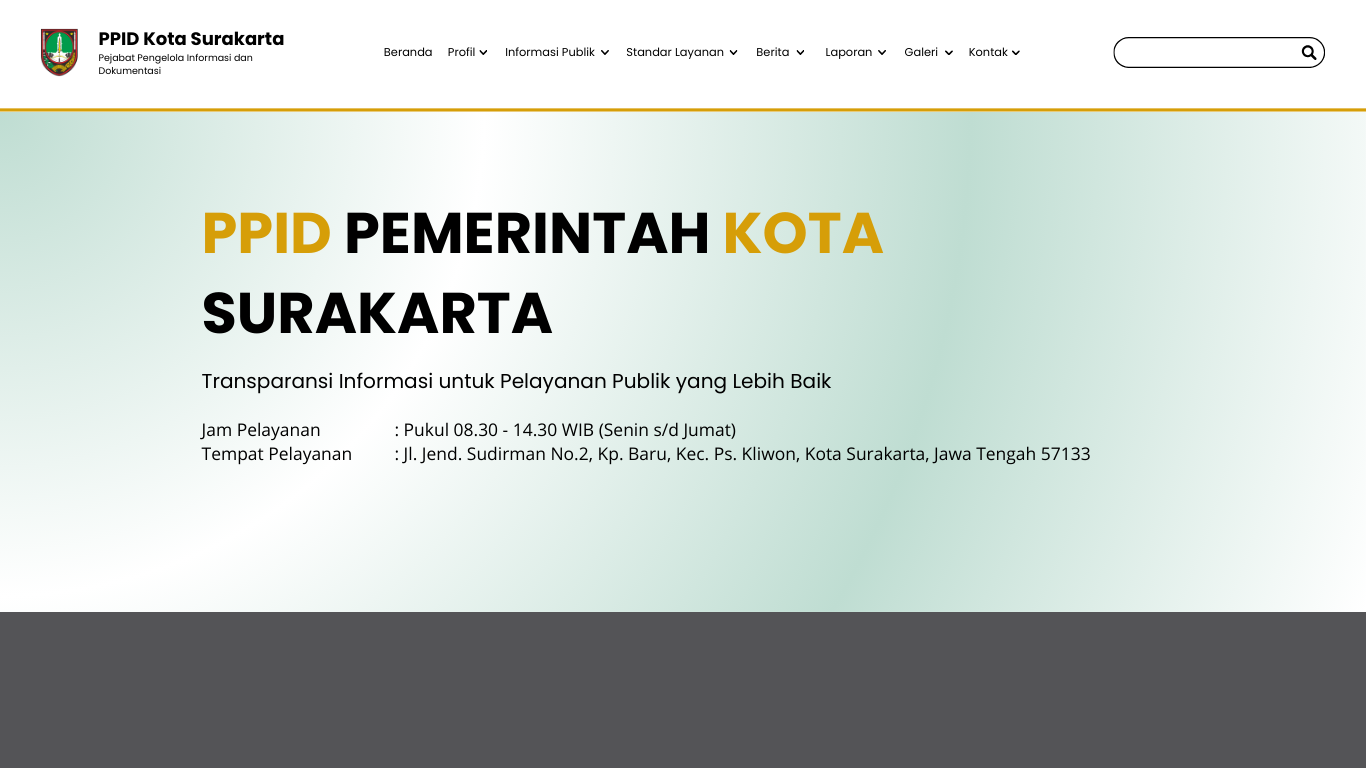 PPID Kota Surakarta
Pejabat Pengelola Informasi dan
Dokumentasi
Beranda Profil Informasi Publik Standar Layanan Berita Laporan Galeri Kontak
PPID PEMERINTAH KOTA
SURAKARTA
Transparansi Informasi untuk Pelayanan Publik yang Lebih Baik
Jam Pelayanan : Pukul 08.30 - 14.30 WIB (Senin s/d Jumat)
Tempat Pelayanan : Jl. Jend. Sudirman No.2, Kp. Baru, Kec. Ps. Kliwon, Kota Surakarta, Jawa Tengah 57133